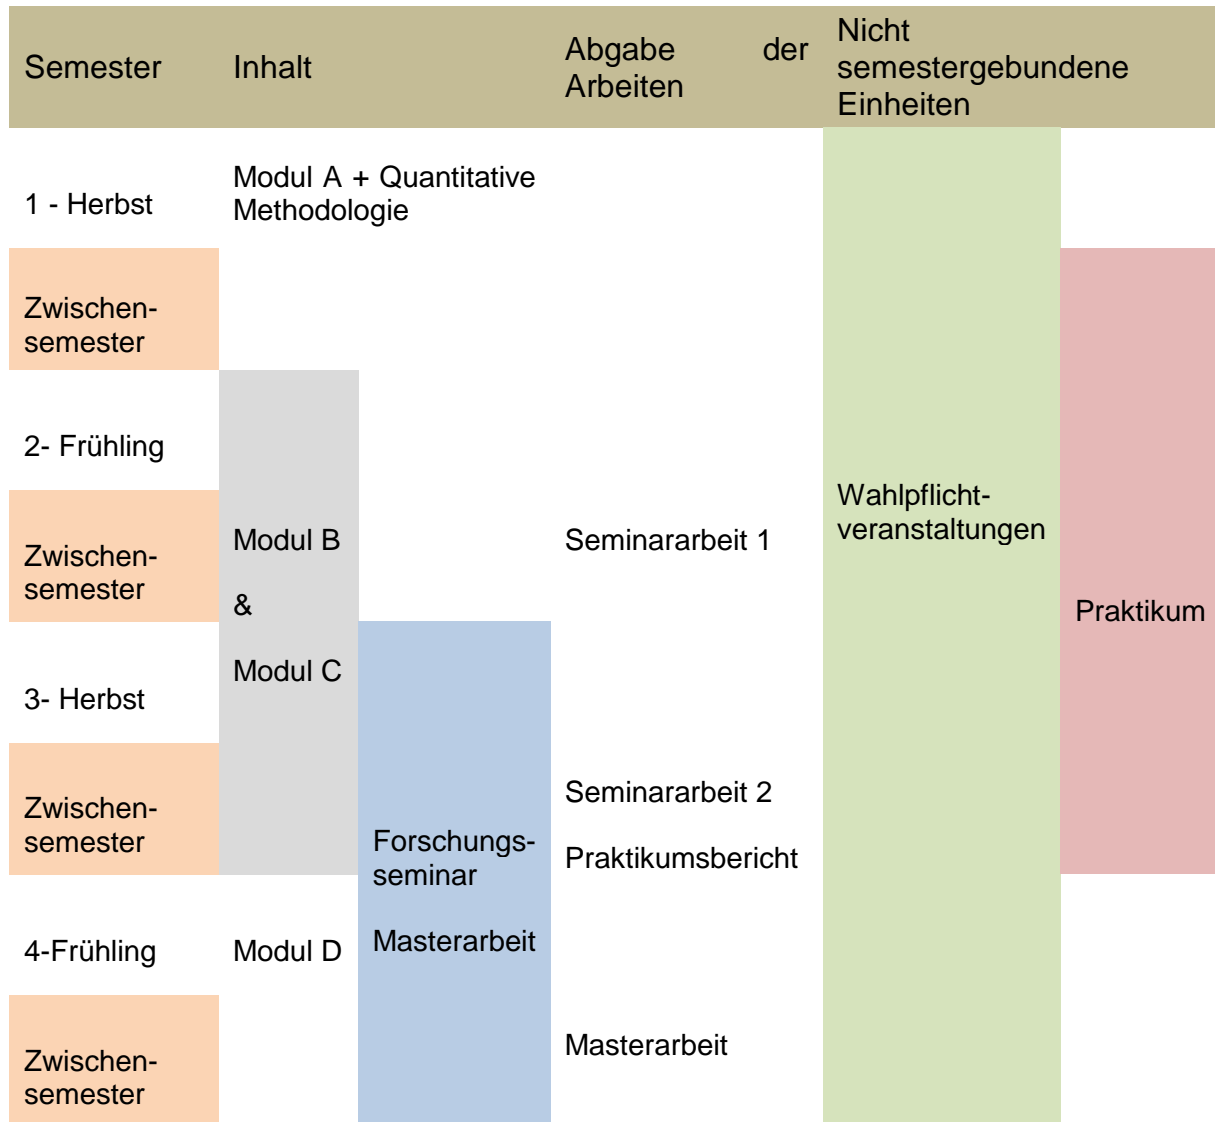 Semester
Inhalt
Abgabe der
Arbeiten
Nicht
semestergebundene
Einheiten
1 - Herbst
Modul A + Quantitative
Methodologie
Zwischen-
semester
2- Frühling
Zwischen-
semester
Modul B
&
Modul C
Seminararbeit 1
Wahlpflicht-
veranstaltungen
Praktikum
3- Herbst
Zwischen-
semester
Forschungs-
seminar
Masterarbeit
Seminararbeit 2
Praktikumsbericht
4-Frühling
Modul D
Zwischen-
semester
Masterarbeit